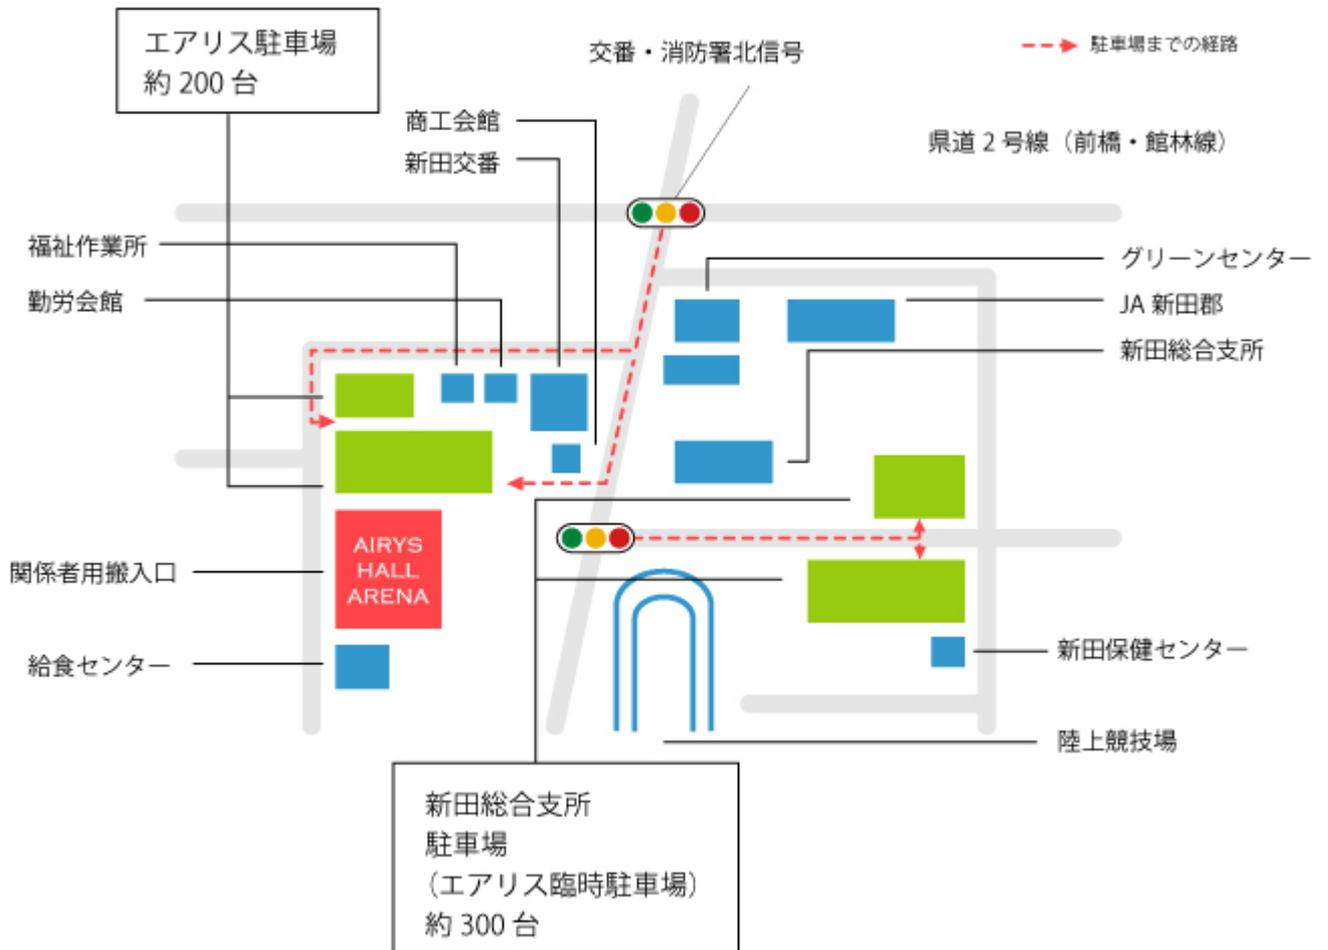 エアリス駐車場
約 200 台
交番・消防署北信号
駐車場までの経路
商工会館
新田交番
県道 2 号線（前橋・館林線）
福祉作業所
勤労会館
グリーンセンター
JA 新田郡
新田総合支所
AIRYS
HALL
ARENA
関係者用搬入口
給食センター
新田保健センター
陸上競技場
新田総合支所
駐車場
（エアリス臨時駐車場）
約 300 台